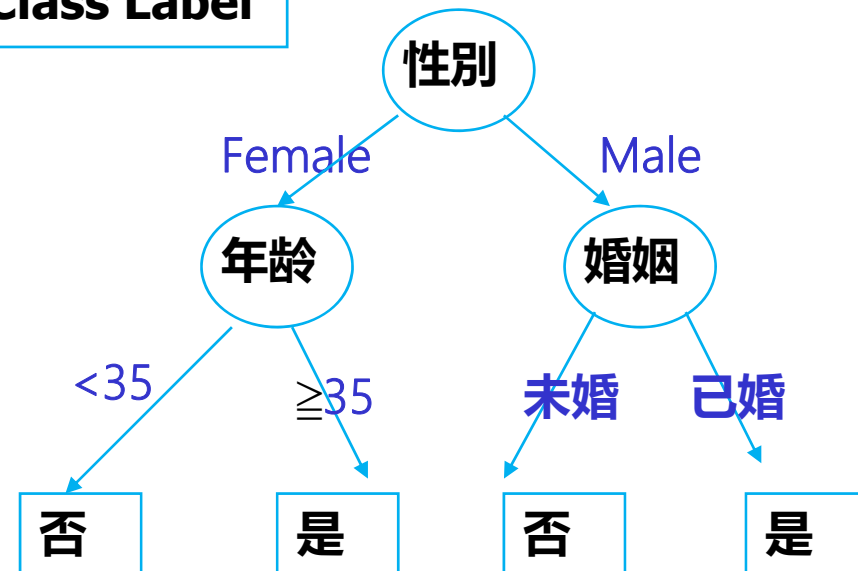 Class Label
性别
Female
Male
年龄
婚姻
<35
≧35
未婚
已婚
否
是
否
是